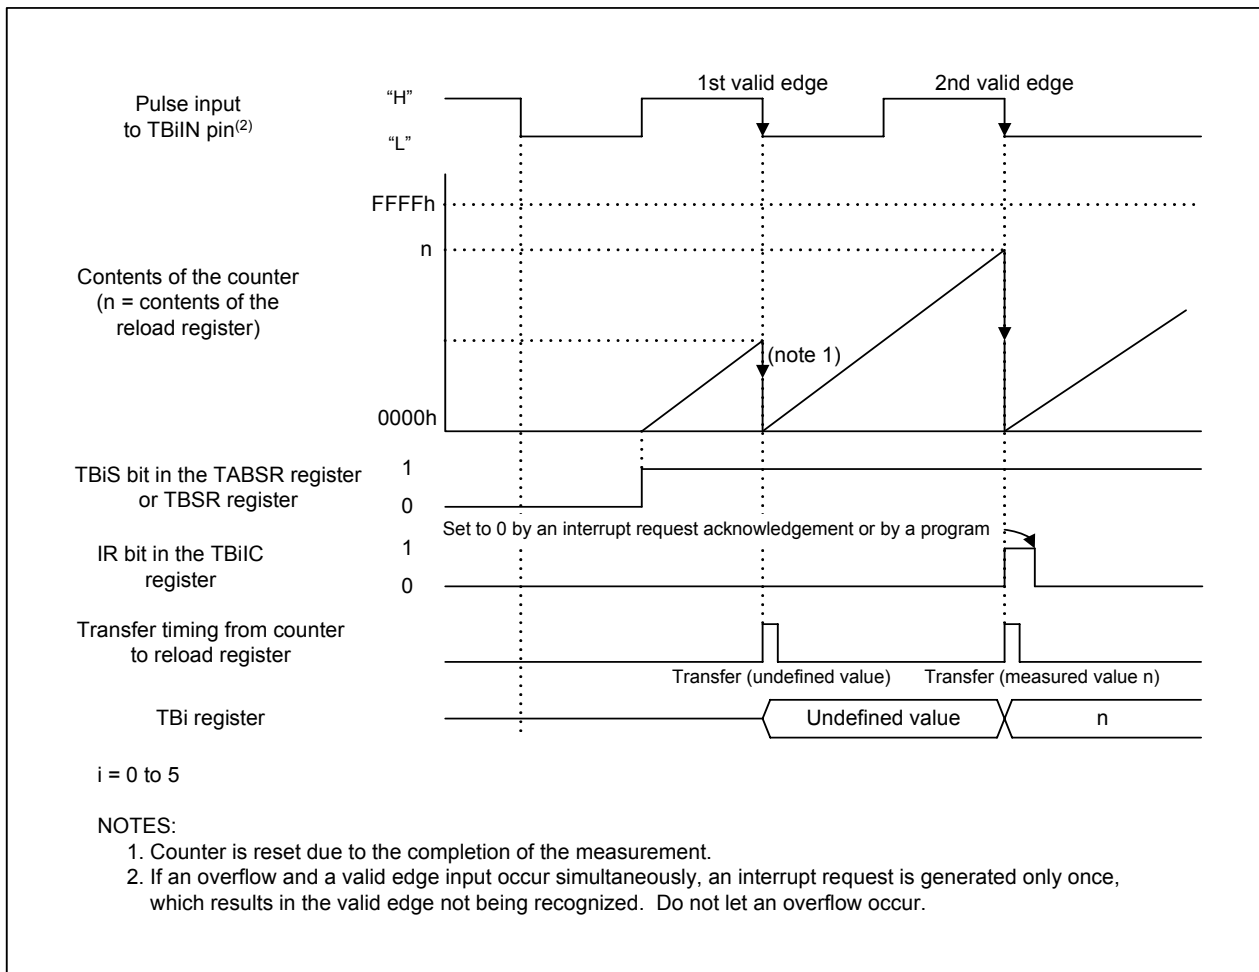 1st valid edge
2nd valid edge
Pulse input
to TBiIN pin(2)
“H”
“L”
FFFFh
n
Contents of the counter
(n = contents of the
reload register)
(note 1)
0000h
TBiS bit in the TABSR register
or TBSR register
1
0
Set to 0 by an interrupt request acknowledgement or by a program
IR bit in the TBiIC
register
1
0
Transfer timing from counter
to reload register
Transfer (undefined value)
Transfer (measured value n)
TBi register
Undefined value
n
i = 0 to 5
NOTES:
1. Counter is reset due to the completion of the measurement.
2. If an overflow and a valid edge input occur simultaneously, an interrupt request is generated only once,
which results in the valid edge not being recognized. Do not let an overflow occur.